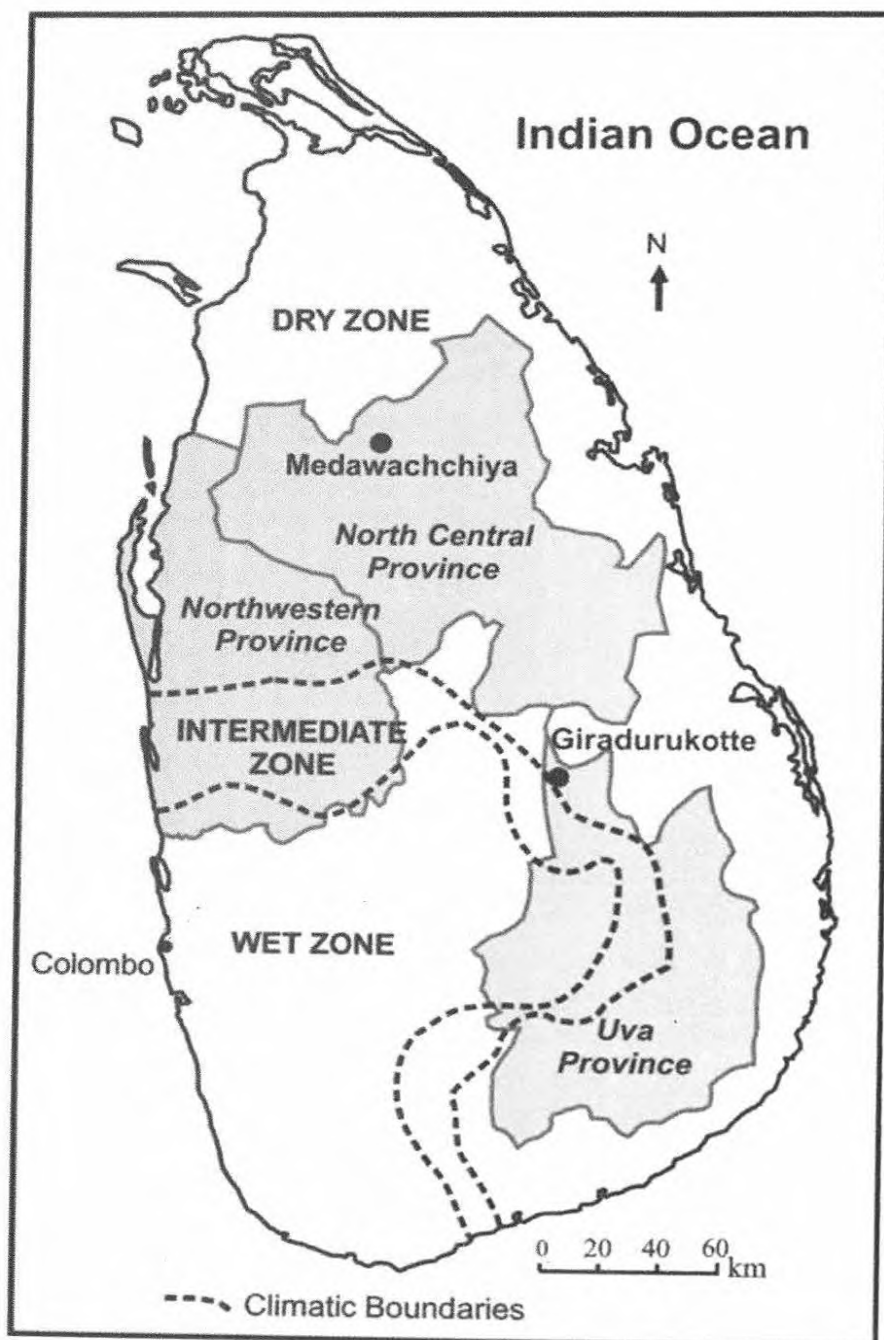 Indian Ocean
N
DRY ZONE
Medawachchiya
North Central
Province
Northwestern
Province
INTERMEDIATE
ZONE
Giradurukotte
WET ZONE
Colombo
Uva
Province
0 20 40 60
km
Climatic Boundaries